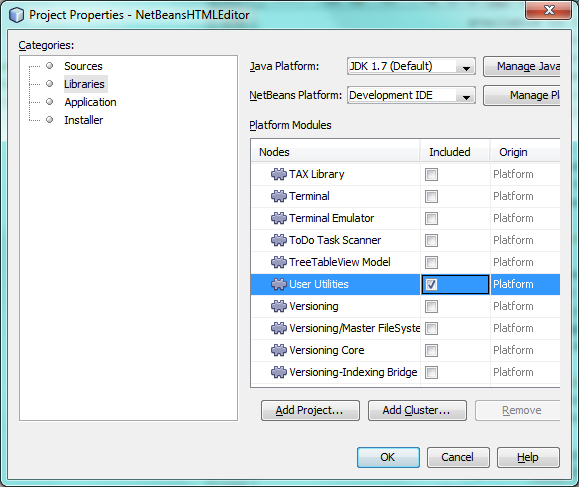 Project Properties - NetBeansHTMLEditor
Categories:
Sources
Libraries
Application
Installer
Java Platform: JDK 1.7 (Default) Manage Java
NetBeans Platform: Development IDE Manage Pl
Platform Modules
Nodes Included Origin
TAX Library Platform
Terminal Platform
Terminal Emulator Platform
ToDo Task Scanner Platform
TreeTableView Model Platform
User Utilities Platform
Versioning Platform
Versioning/Master FileSyste Platform
Versioning Core Platform
Versioning-Indexing Bridge Platform
Add Project... Add Cluster... Remove
OK Cancel Help